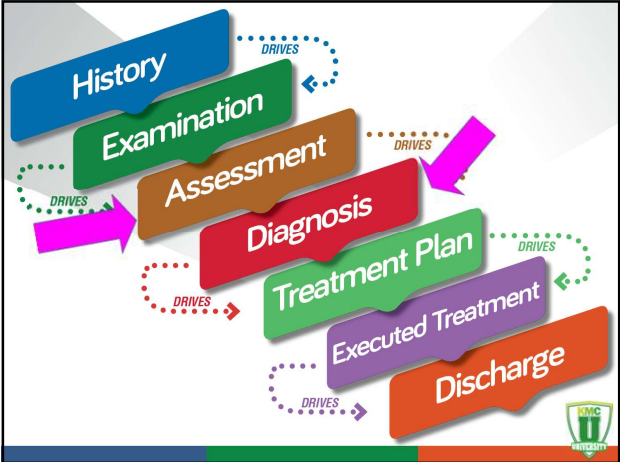 History
DRIVES
Examination
DRIVES
Assessment
DRIVES
Diagnosis
DRIVES
Treatment Plan
DRIVES
Executed Treatment
DRIVES
Discharge
KMC
U
UNIVERSITY